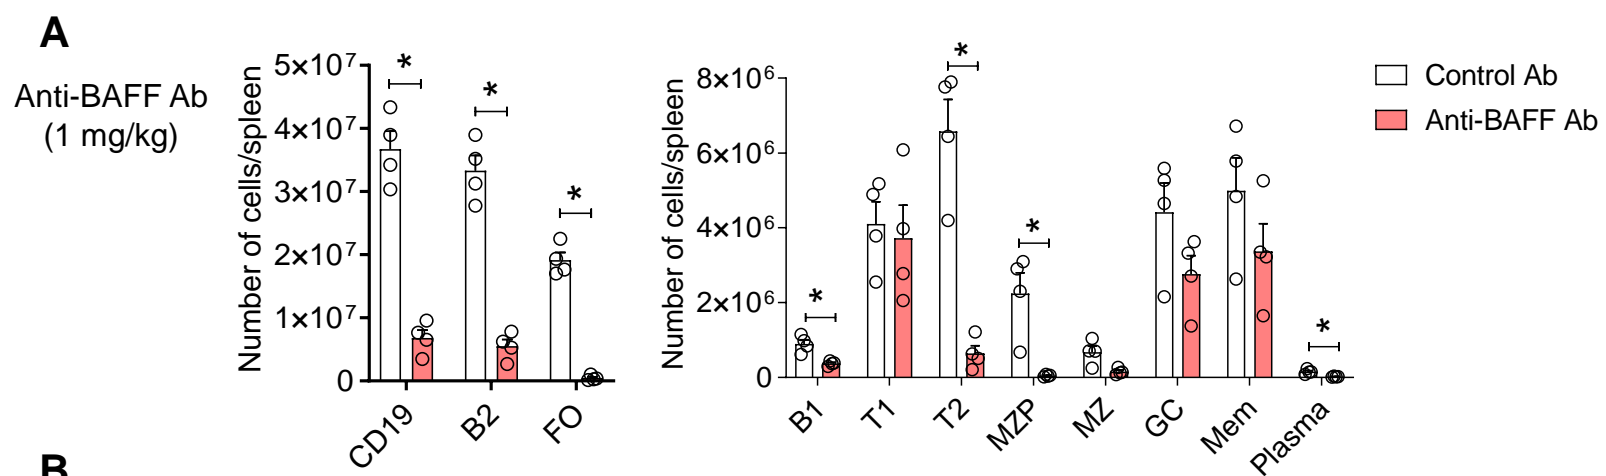 A
Anti-BAFF Ab
(1 mg/kg)
Number of cells/spleen
5×10⁷
4×10⁷
3×10⁷
2×10⁷
1×10⁷
0
*
*
*
CD19
B2
FO
Number of cells/spleen
8×10⁶
6×10⁶
4×10⁶
2×10⁶
0
*
*
*
*
B1
T1
T2
MZP
MZ
GC
Mem
Plasma
Control Ab
Anti-BAFF Ab
B